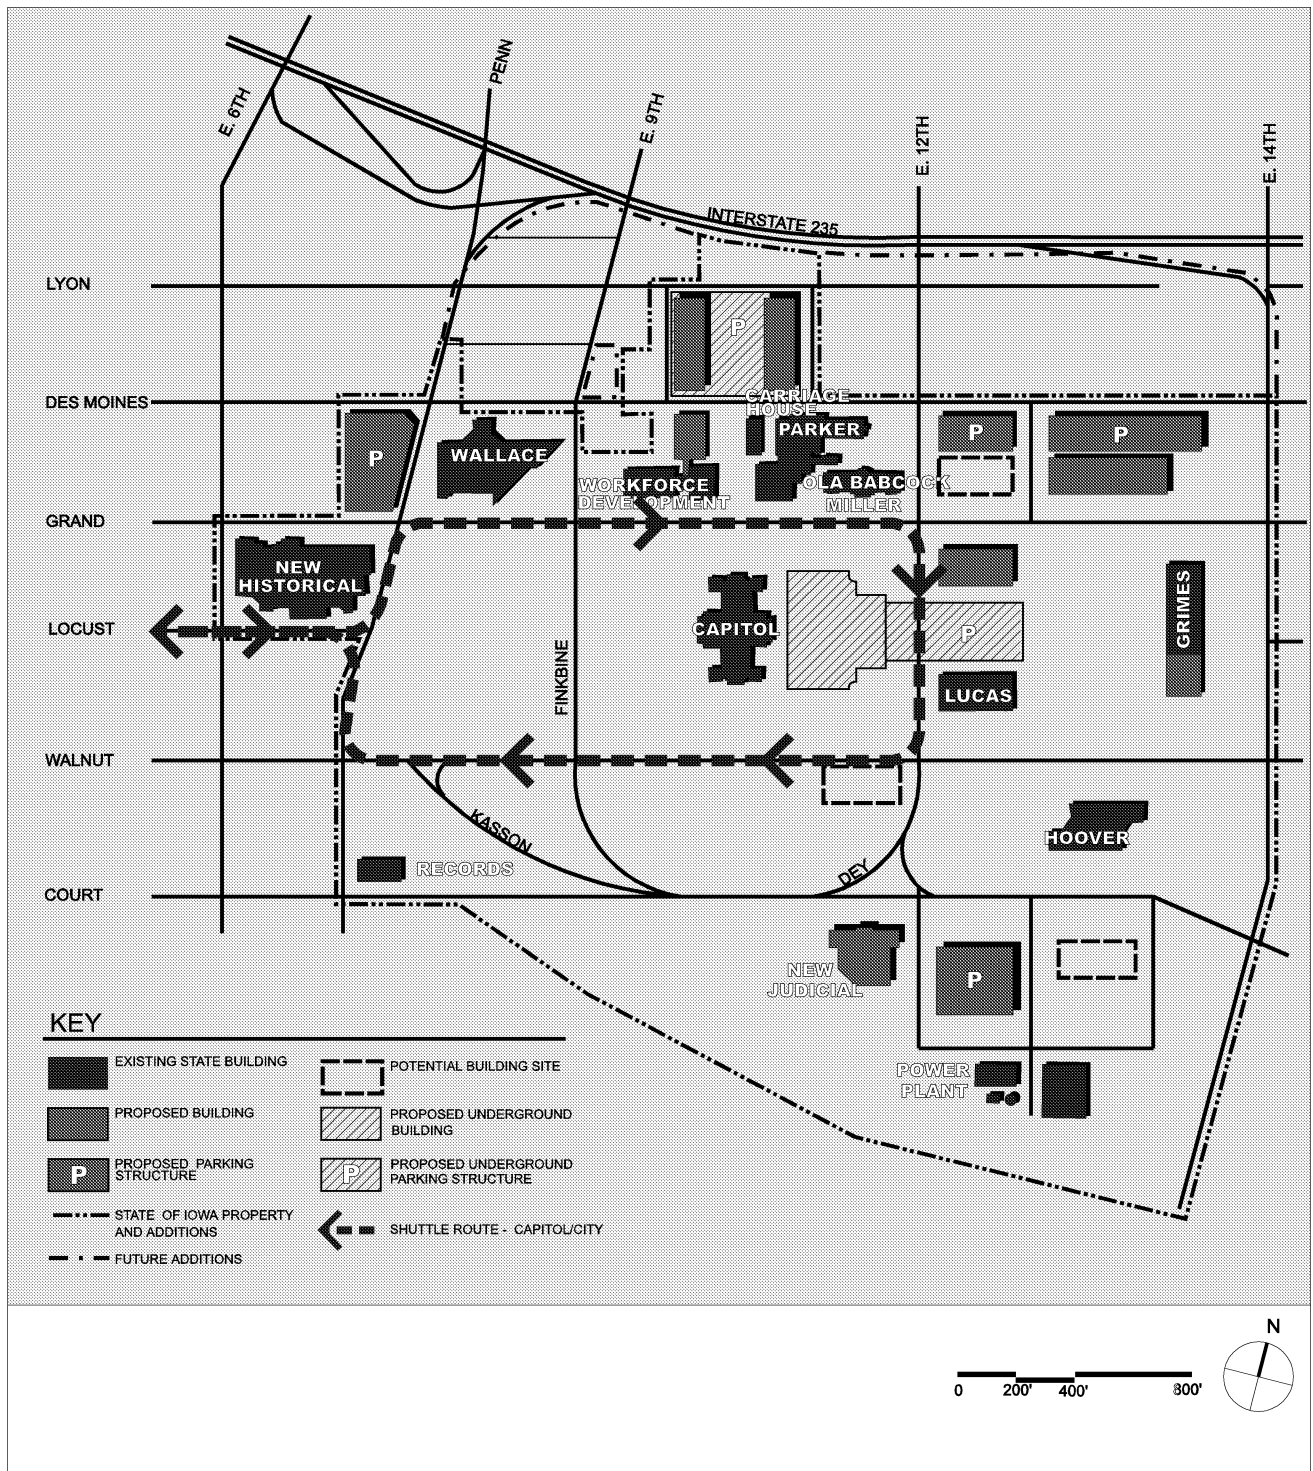 E. 6TH
PENN
E. 9TH
E. 12TH
E. 14TH
INTERSTATE 235
LYON
P
CARRIAGE
HOUSE
DES MOINES
PARKER
P
P
P
WALLACE
WORKFORCE
DEVELOPMENT
OLA BABCOCK
MILLER
GRAND
NEW
HISTORICAL
GRIMES
LOCUST
CAPITOL
P
FINKBINE
LUCAS
WALNUT
KASSON
HOOVER
RECORDS
DEY
COURT
NEW
JUDICIAL
P
POWER
PLANT
KEY
EXISTING STATE BUILDING
POTENTIAL BUILDING SITE
PROPOSED BUILDING
PROPOSED UNDERGROUND
BUILDING
P
PROPOSED PARKING
STRUCTURE
P
PROPOSED UNDERGROUND
PARKING STRUCTURE
STATE OF IOWA PROPERTY
AND ADDITIONS
SHUTTLE ROUTE - CAPITOL/CITY
FUTURE ADDITIONS
N
0 200' 400' 800'